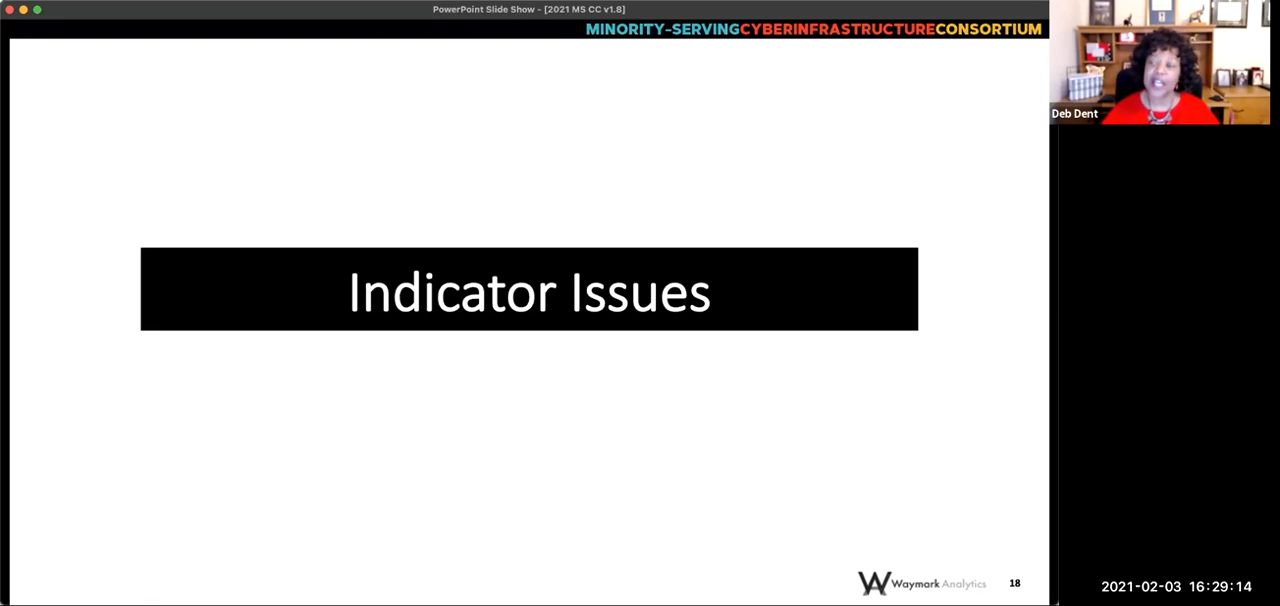 PowerPoint Slide Show - [2021 MS CC v1.8]
MINORITY-SERVINGCYBERINFRASTRUCTURECONSORTIUM
Deb Dent
Indicator Issues
Waymark Analytics
18
2021-02-03 16:29:14